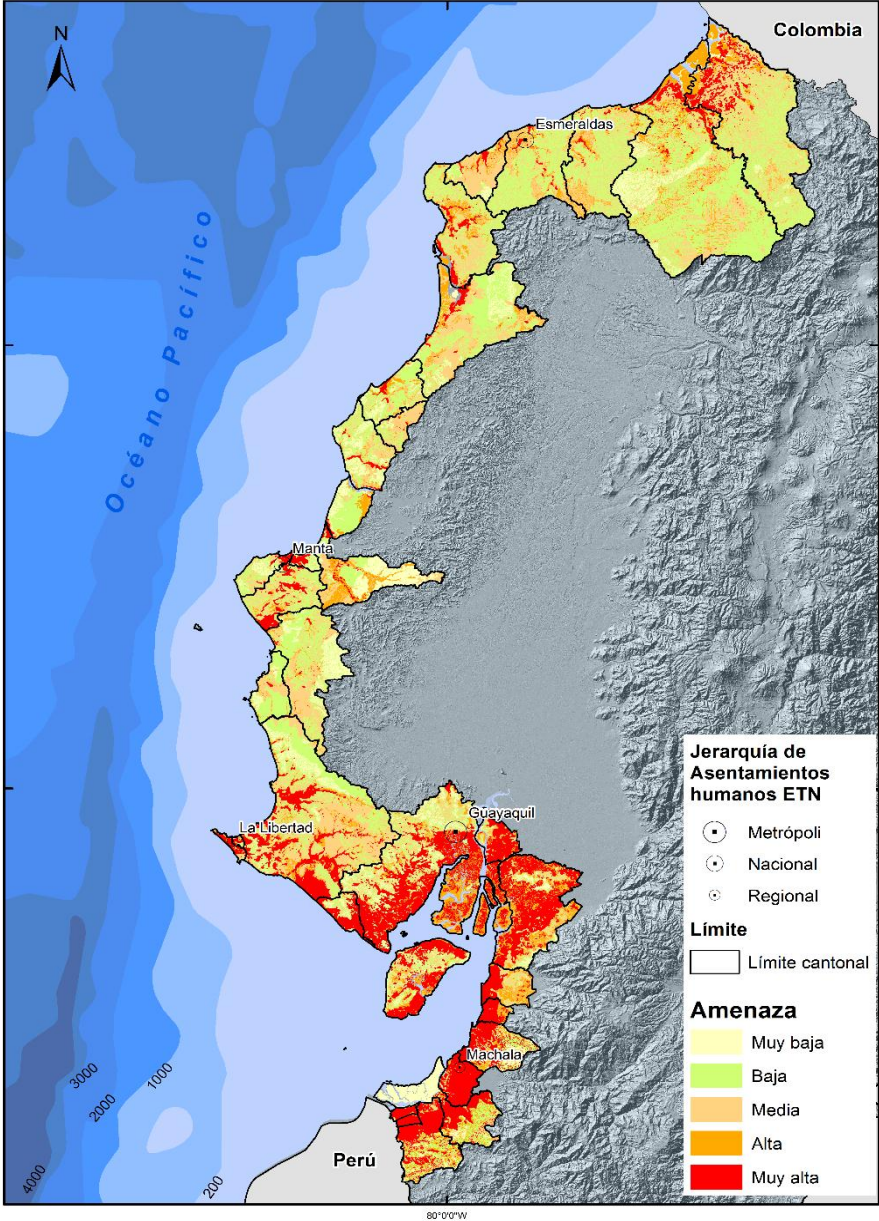 N
Colombia
Esmeraldas
Océano Pacífico
Manta
La Libertad
Güayaquil
Machala
Perú
3000
1000
2000
4000
200
Jerarquía de
Asentamientos
humanos ETN
Metrópoli
Nacional
Regional
Límite
Límite cantonal
Amenaza
Muy baja
Baja
Media
Alta
Muy alta
80°0'0"W